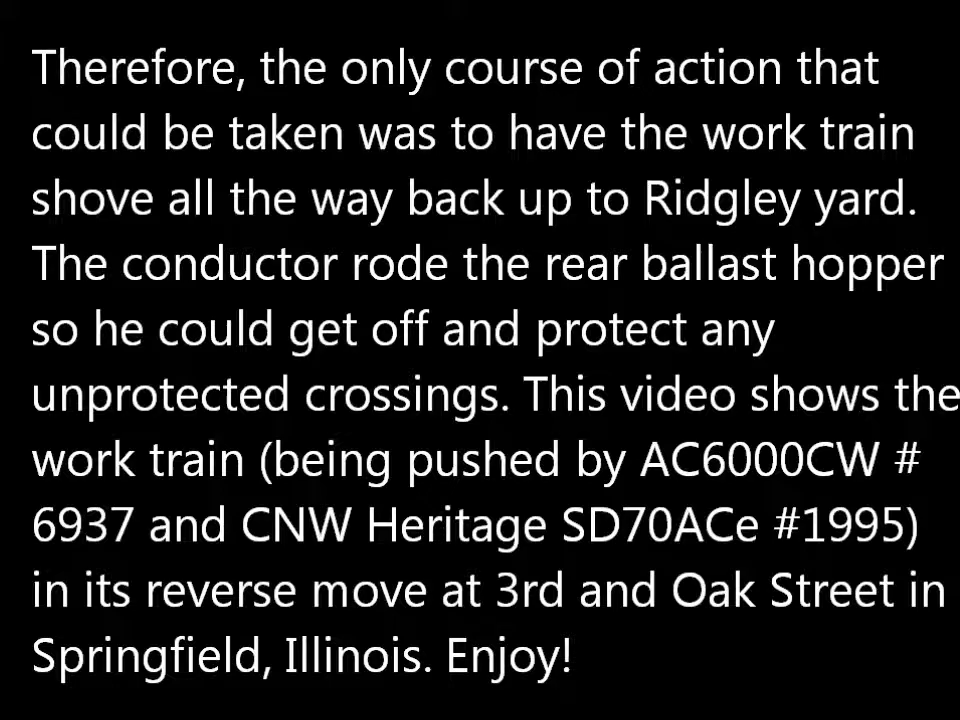 Therefore, the only course of action that
could be taken was to have the work train
shove all the way back up to Ridgley yard.
The conductor rode the rear ballast hopper
so he could get off and protect any
unprotected crossings. This video shows the
work train (being pushed by AC6000CW #
6937 and CNW Heritage SD70ACe #1995)
in its reverse move at 3rd and Oak Street in
Springfield, Illinois. Enjoy!